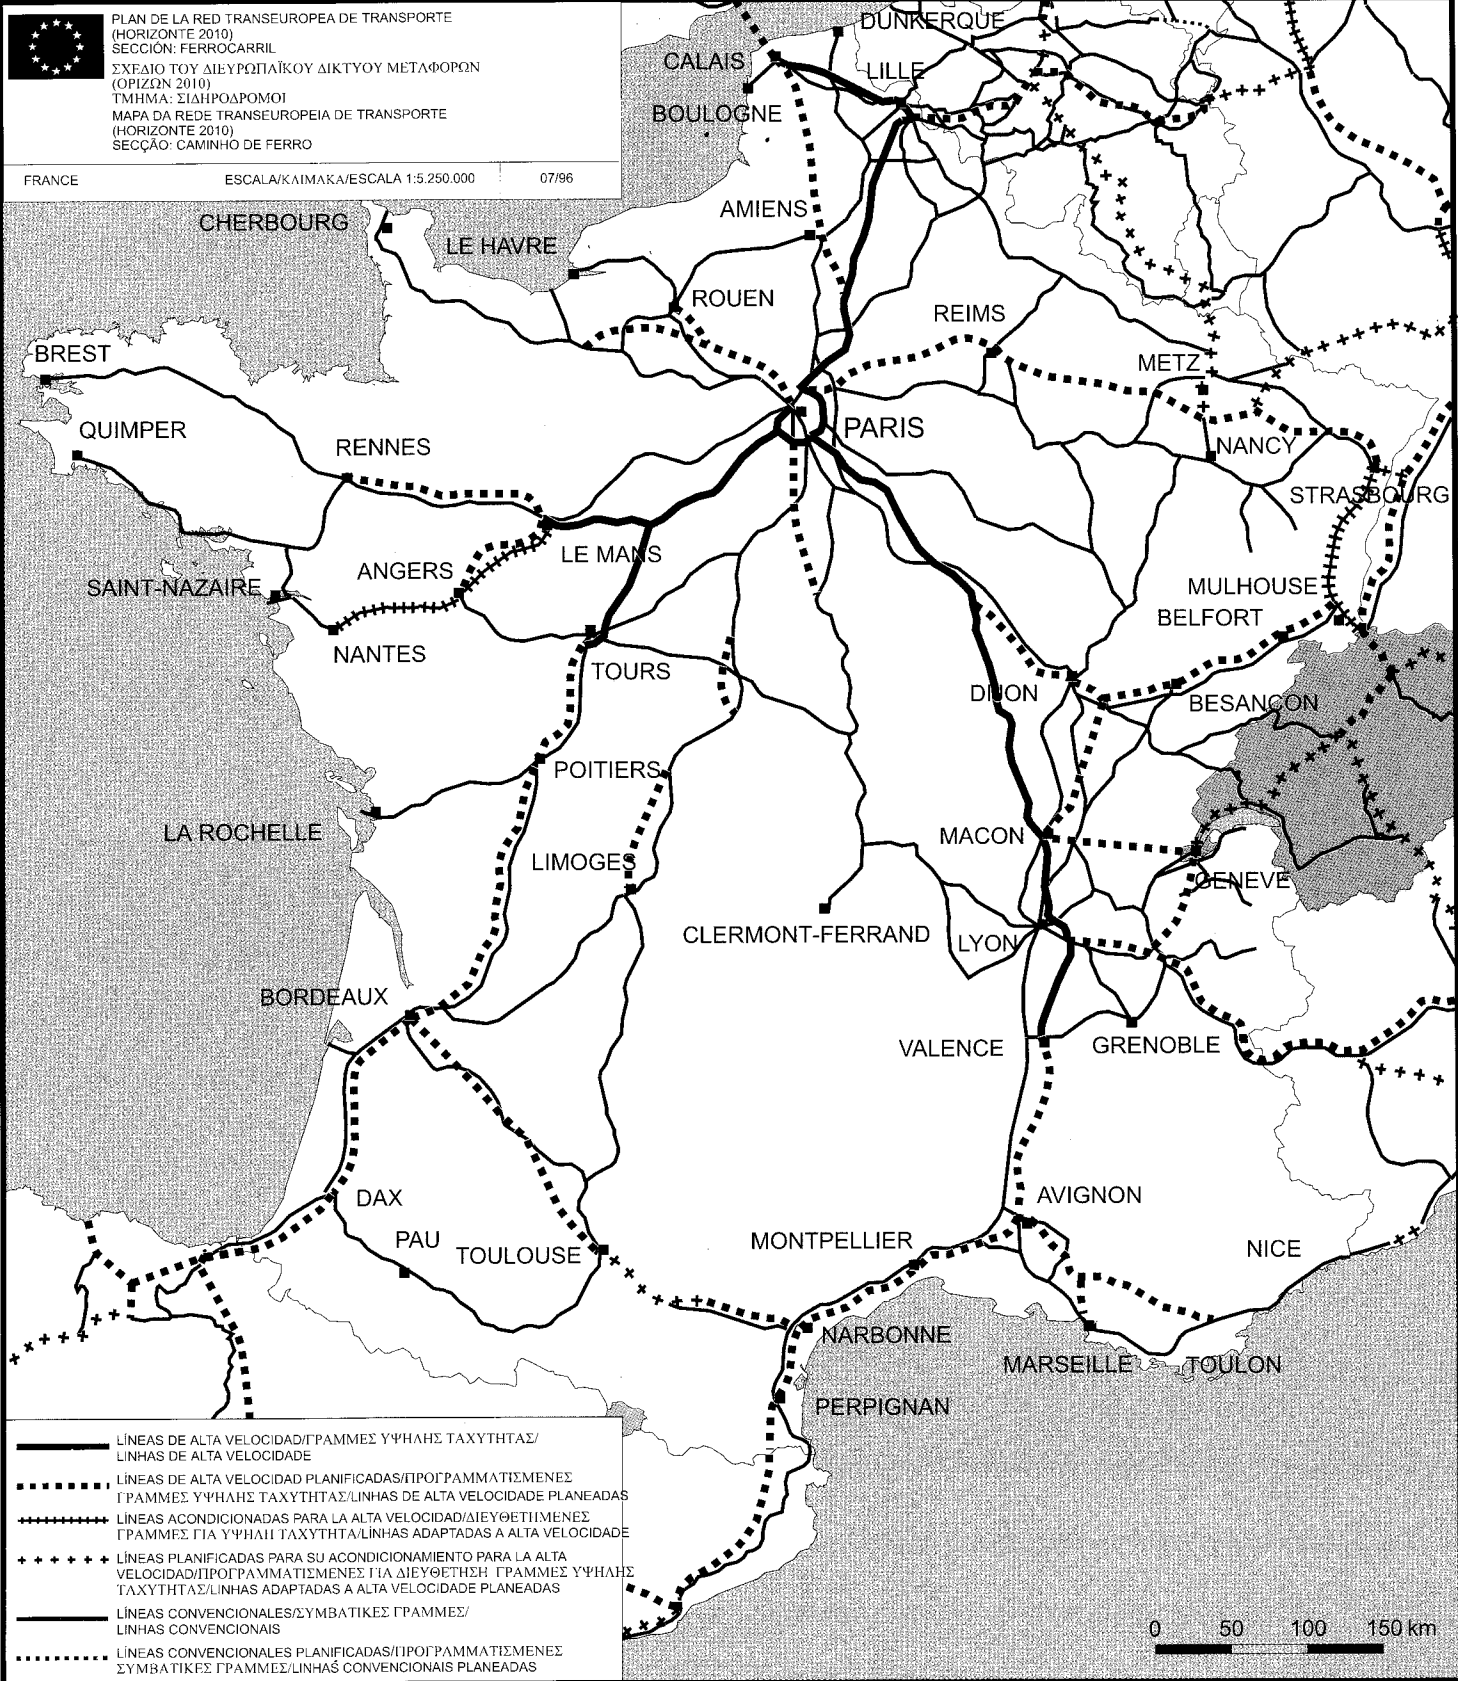 PLAN DE LA RED TRANSEUROPEA DE TRANSPORTE
(HORIZONTE 2010)
SECCIÓN: FERROCARRIL
ΣΧΕΔΙΟ ΤΟΥ ΔΙΕΥΡΩΠΑΪΚΟΥ ΔΙΚΤΥΟΥ ΜΕΤΑΦΟΡΩΝ
(ΟΡΙΖΩΝ 2010)
ΤΜΗΜΑ: ΣΙΔΗΡΟΔΡΟΜΟΙ
MAPA DA REDE TRANSEUROPEIA DE TRANSPORTE
(HORIZONTE 2010)
SECÇÃO: CAMINHO DE FERRO
FRANCE ESCALA/ΚΛΙΜΑΚΑ/ESCALA 1:5.250.000 07/96
DUNKERQUE
CALAIS
LILLE
BOULOGNE
AMIENS
CHERBOURG
LE HAVRE
ROUEN
REIMS
BREST
METZ
QUIMPER
PARIS
RENNES
NANCY
STRASBOURG
LE MANS
ANGERS
SAINT-NAZAIRE
MULHOUSE
BELFORT
NANTES
TOURS
DIJON
BESANCON
POITIERS
LA ROCHELLE
MACON
LIMOGES
GENEVE
CLERMONT-FERRAND
LYON
BORDEAUX
VALENCE
GRENOBLE
DAX
AVIGNON
PAU
TOULOUSE
MONTPELLIER
NICE
NARBONNE
MARSEILLE
TOULON
PERPIGNAN
LÍNEAS DE ALTA VELOCIDAD/ΓΡΑΜΜΕΣ ΥΨΗΛΗΣ ΤΑΧΥΤΗΤΑΣ/
LINHAS DE ALTA VELOCIDADE
LÍNEAS DE ALTA VELOCIDAD PLANIFICADAS/ΠΡΟΓΡΑΜΜΑΤΙΣΜΕΝΕΣ
ΓΡΑΜΜΕΣ ΥΨΗΛΗΣ ΤΑΧΥΤΗΤΑΣ/LINHAS DE ALTA VELOCIDADE PLANEADAS
LÍNEAS ACONDICIONADAS PARA LA ALTA VELOCIDAD/ΔΙΕΥΘΕΤΗΜΕΝΕΣ
ΓΡΑΜΜΕΣ ΓΙΑ ΥΨΗΛΗ ΤΑΧΥΤΗΤΑ/LINHAS ADAPTADAS A ALTA VELOCIDADE
LÍNEAS PLANIFICADAS PARA SU ACONDICIONAMIENTO PARA LA ALTA
VELOCIDAD/ΠΡΟΓΡΑΜΜΑΤΙΣΜΕΝΕΣ ΓΙΑ ΔΙΕΥΘΕΤΗΣΗ ΓΡΑΜΜΕΣ ΥΨΗΛΗΣ
ΤΑΧΥΤΗΤΑΣ/LINHAS ADAPTADAS A ALTA VELOCIDADE PLANEADAS
LÍNEAS CONVENCIONALES/ΣΥΜΒΑΤΙΚΕΣ ΓΡΑΜΜΕΣ/
LINHAS CONVENCIONAIS
LÍNEAS CONVENCIONALES PLANIFICADAS/ΠΡΟΓΡΑΜΜΑΤΙΣΜΕΝΕΣ
ΣΥΜΒΑΤΙΚΕΣ ΓΡΑΜΜΕΣ/LINHAS CONVENCIONAIS PLANEADAS
0 50 100 150 km